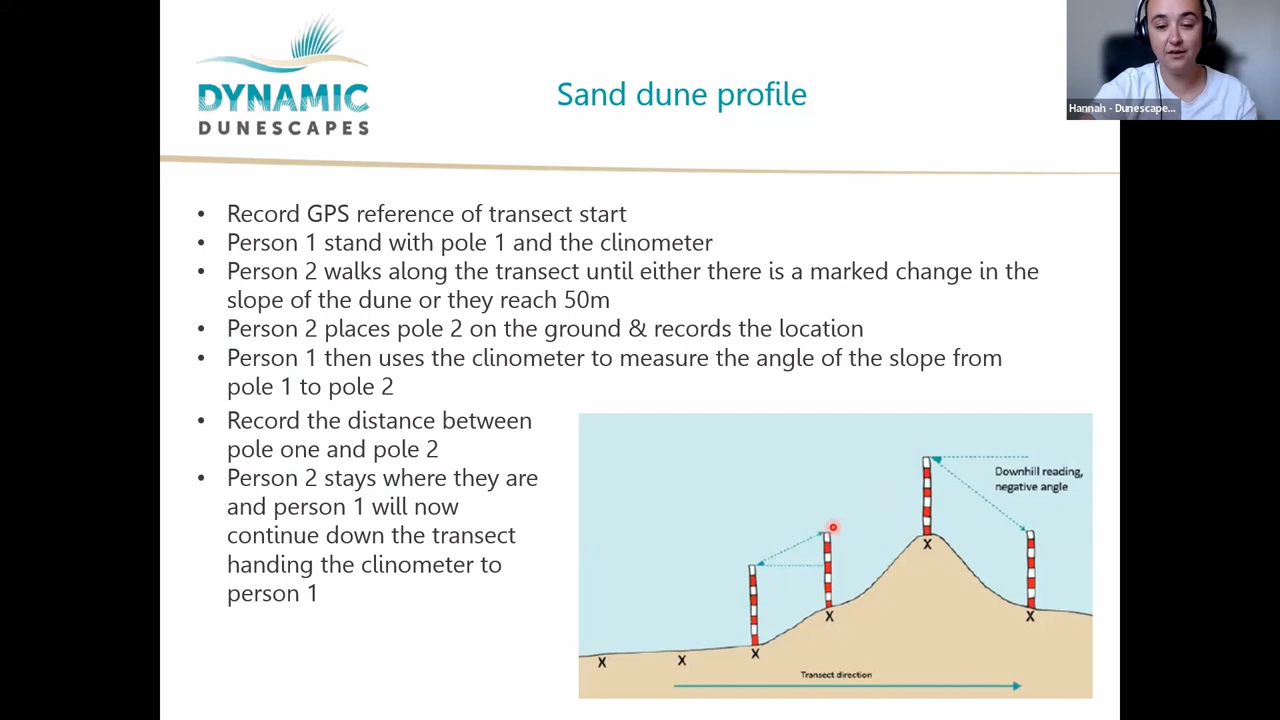 DYNAMIC
DUNESCAPES
Sand dune profile
Hannah - Dunescape...
• Record GPS reference of transect start
• Person 1 stand with pole 1 and the clinometer
• Person 2 walks along the transect until either there is a marked change in the
slope of the dune or they reach 50m
• Person 2 places pole 2 on the ground & records the location
• Person 1 then uses the clinometer to measure the angle of the slope from
pole 1 to pole 2
• Record the distance between
pole one and pole 2
• Person 2 stays where they are
and person 1 will now
continue down the transect
handing the clinometer to
person 1
Downhill reading,
negative angle
X
X
X
X
X
X
Transect direction